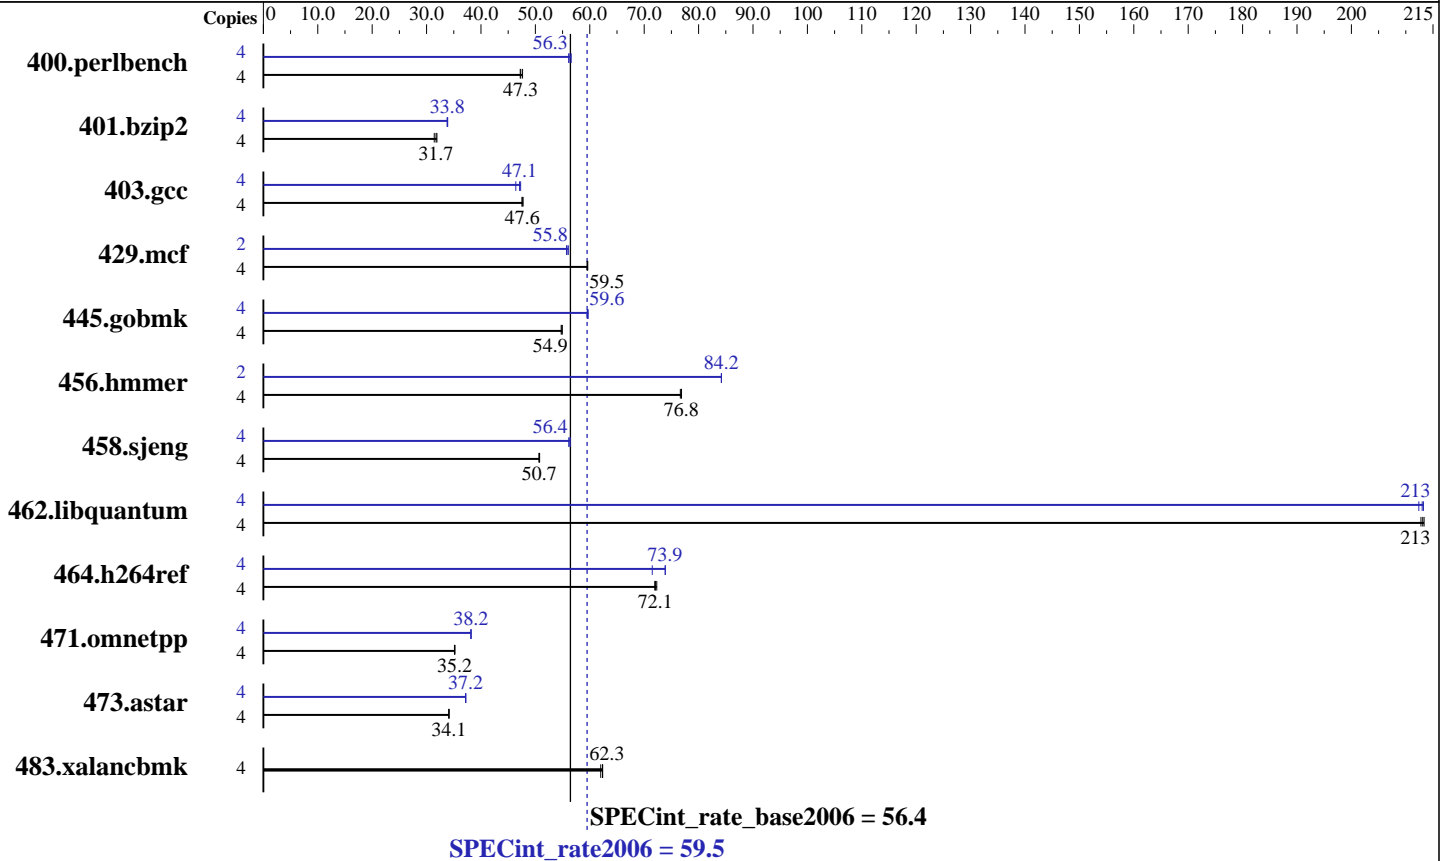 Copies 0 10.0 20.0 30.0 40.0 50.0 60.0 70.0 80.0 90.0 100 110 120 130 140 150 160 170 180 190 200 215
400.perlbench 4 56.3
4 47.3
401.bzip2 4 33.8
4 31.7
403.gcc 4 47.1
4 47.6
429.mcf 2 55.8
4 59.5
445.gobmk 4 59.6
4 54.9
456.hmmer 2 84.2
4 76.8
458.sjeng 4 56.4
4 50.7
462.libquantum 4 213
4 213
464.h264ref 4 73.9
4 72.1
471.omnetpp 4 38.2
4 35.2
473.astar 4 37.2
4 34.1
483.xalancbmk 4 62.3
SPECint_rate_base2006 = 56.4
SPECint_rate2006 = 59.5